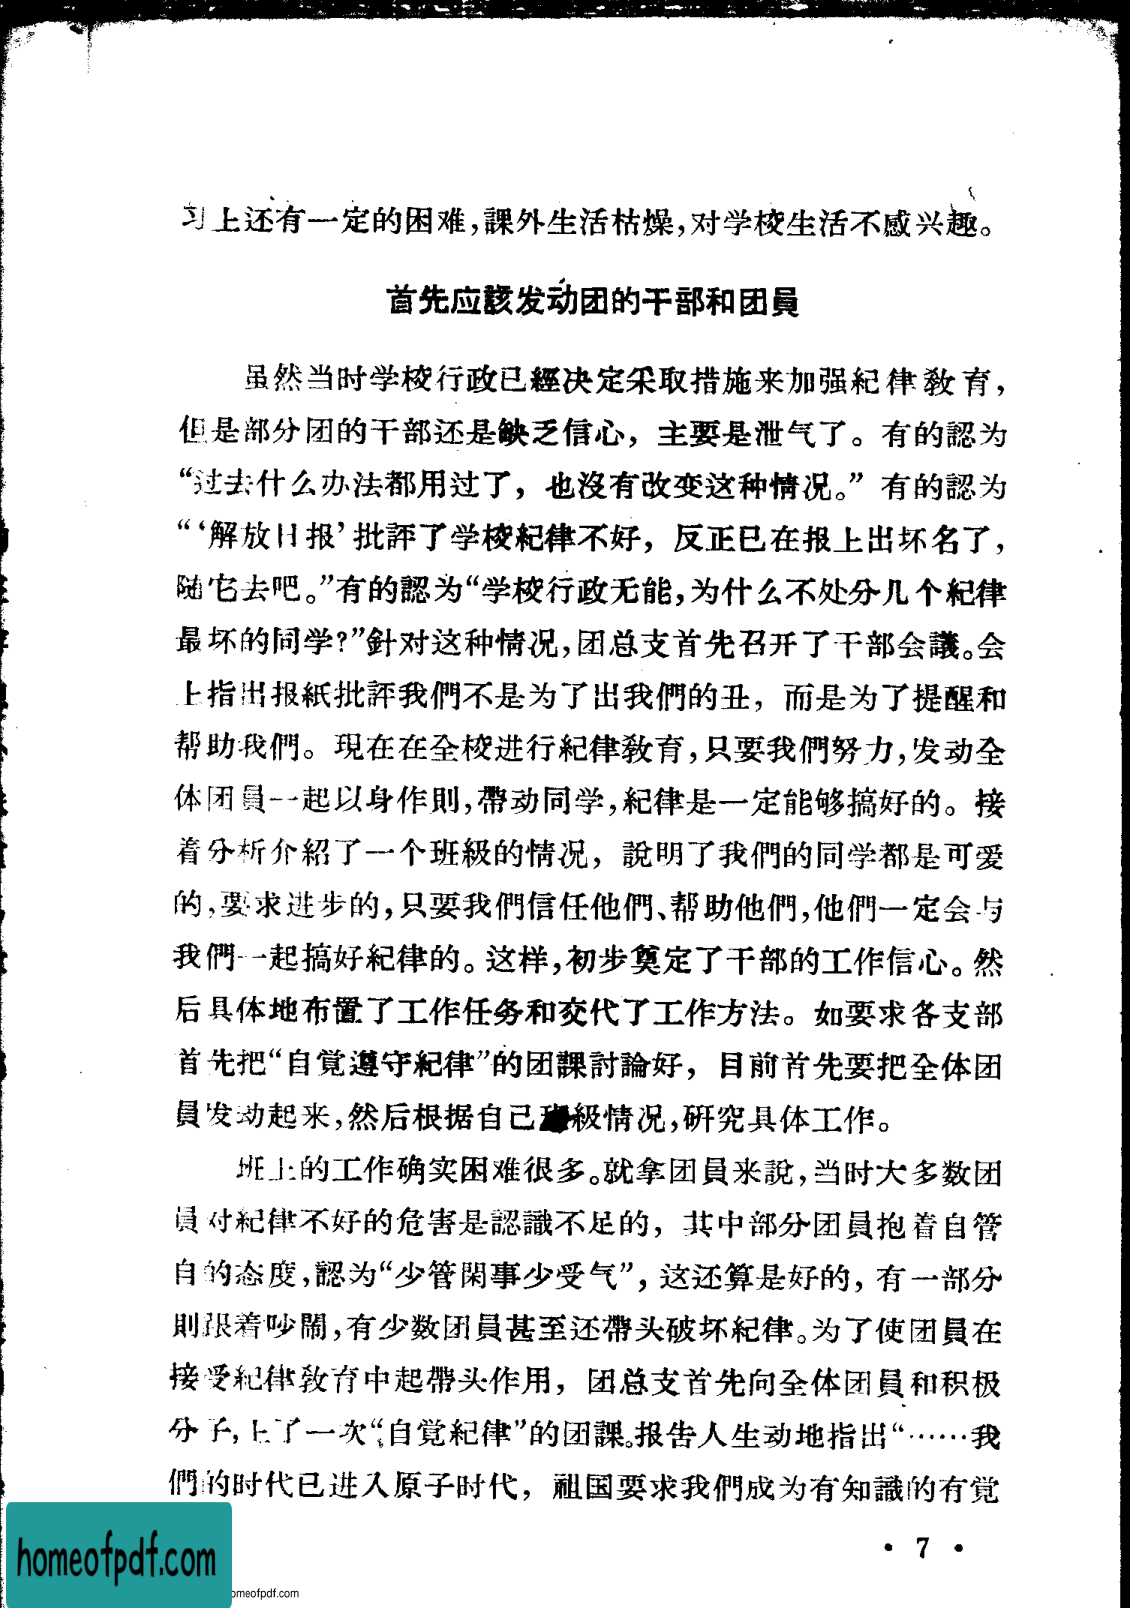 习上还有一定的困难，課外生活枯燥，对学校生活不感兴趣。
首先应該发动团的干部和团員
虽然当时学校行政已經决定采取措施来加强紀律教育，
但是部分团的干部还是缺乏信心，主要是泄气了。有的認为
“过去什么办法都用过了，也沒有改变这种情况。”有的認为
“‘解放日报’批評了学校紀律不好，反正已在报上出坏名了，
随它去吧。”有的認为“学校行政无能，为什么不处分几个紀律
最坏的同学？”針对这种情况，团总支首先召开了干部会議。会
上指出报紙批評我們不是为了出我們的丑，而是为了提醒和
帮助我們。現在在全校进行紀律教育，只要我們努力，发动全
体团員一起以身作則，帶动同学，紀律是一定能够搞好的。接
着分析介紹了一个班級的情况，說明了我們的同学都是可爱
的，要求进步的，只要我們信任他們、帮助他們，他們一定会与
我們一起搞好紀律的。这样，初步奠定了干部的工作信心。然
后具体地布置了工作任务和交代了工作方法。如要求各支部
首先把“自覚遵守紀律”的团課討論好，目前首先要把全体团
員发动起来，然后根据自己班級情况，研究具体工作。
班上的工作确实困难很多。就拿团員来說，当时大多数团
員对紀律不好的危害是認識不足的，其中部分团員抱着自管
自的态度，認为“少管閑事少受气”，这还算是好的，有一部分
則跟着吵鬧，有少数团員甚至还帶头破坏紀律。为了使团員在
接受紀律教育中起帶头作用，团总支首先向全体团員和积极
分子，上了一次“自覚紀律”的团課。报告人生动地指出“……我
們的时代已进入原子时代，祖国要求我們成为有知識的有覚
• 7 •
homeofpdf.com
omeofpdf.com